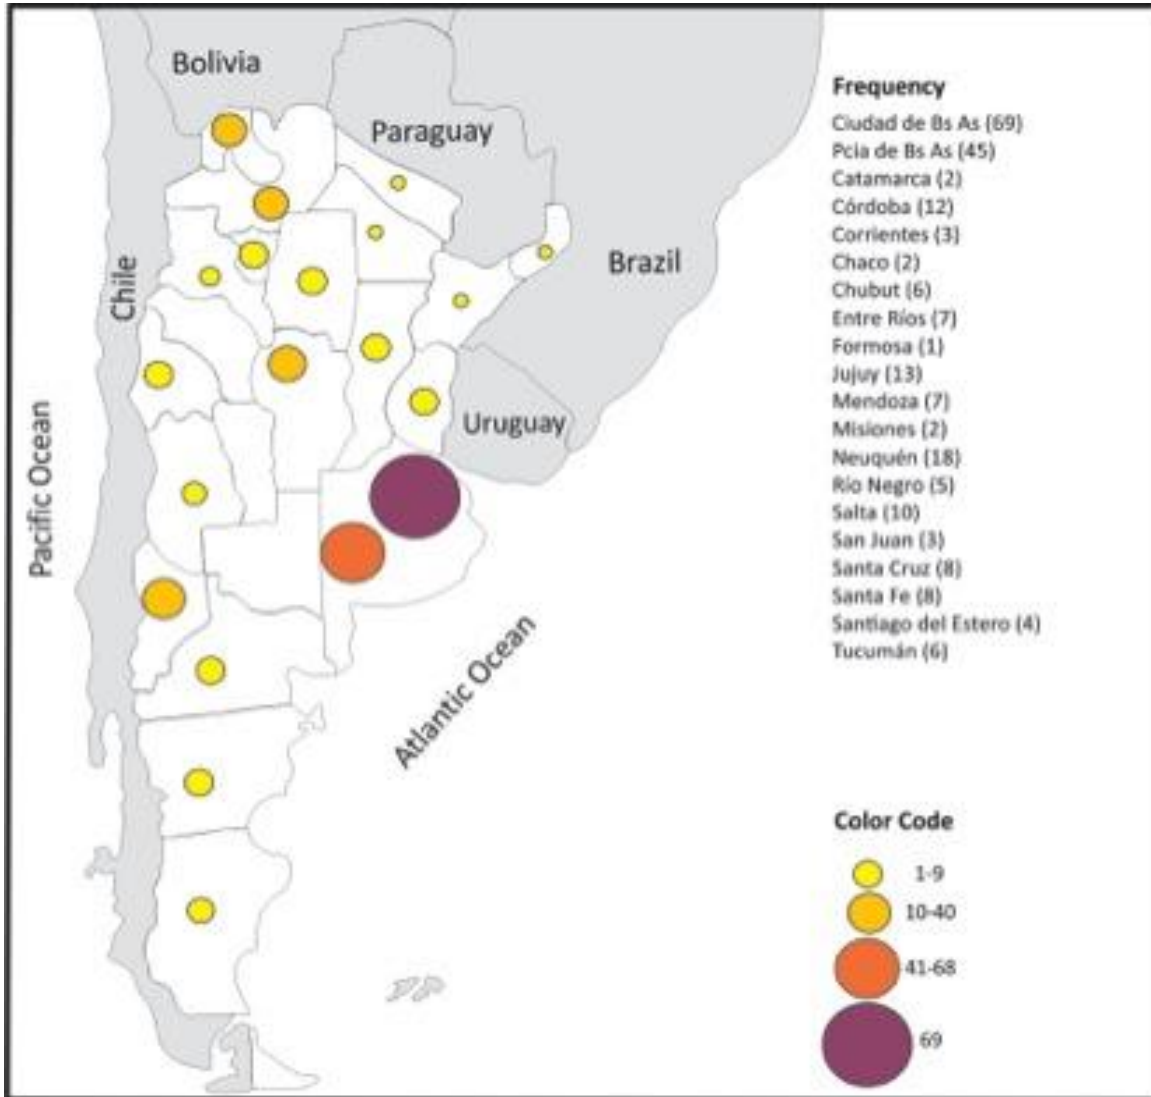 Bolivia
Paraguay
Chile
Brazil
Uruguay
Pacific Ocean
Atlantic Ocean
Frequency
Ciudad de Bs As (69)
Pcia de Bs As (45)
Catamarca (2)
Córdoba (12)
Corrientes (3)
Chaco (2)
Chubut (6)
Entre Ríos (7)
Formosa (1)
Jujuy (13)
Mendoza (7)
Misiones (2)
Neuquén (18)
Río Negro (5)
Salta (10)
San Juan (3)
Santa Cruz (8)
Santa Fe (8)
Santiago del Estero (4)
Tucumán (6)
Color Code
1-9
10-40
41-68
69